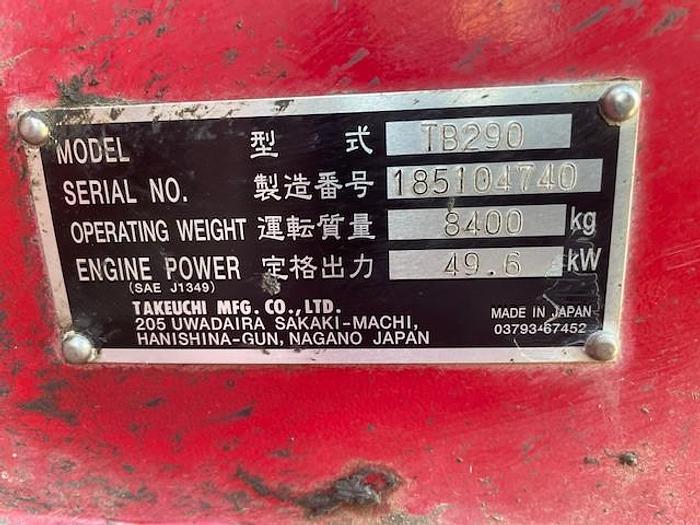 MODEL 型 式 TB290
SERIAL NO. 製造番号 185104740
OPERATING WEIGHT 運転質量 8400 kg
ENGINE POWER 定格出力 49.6 kW
(SAE J1349)
TAKEUCHI MFG. CO.,LTD.
205 UWADAIRA SAKAKI-MACHI,
HANISHINA-GUN, NAGANO JAPAN
MADE IN JAPAN
03793-67452